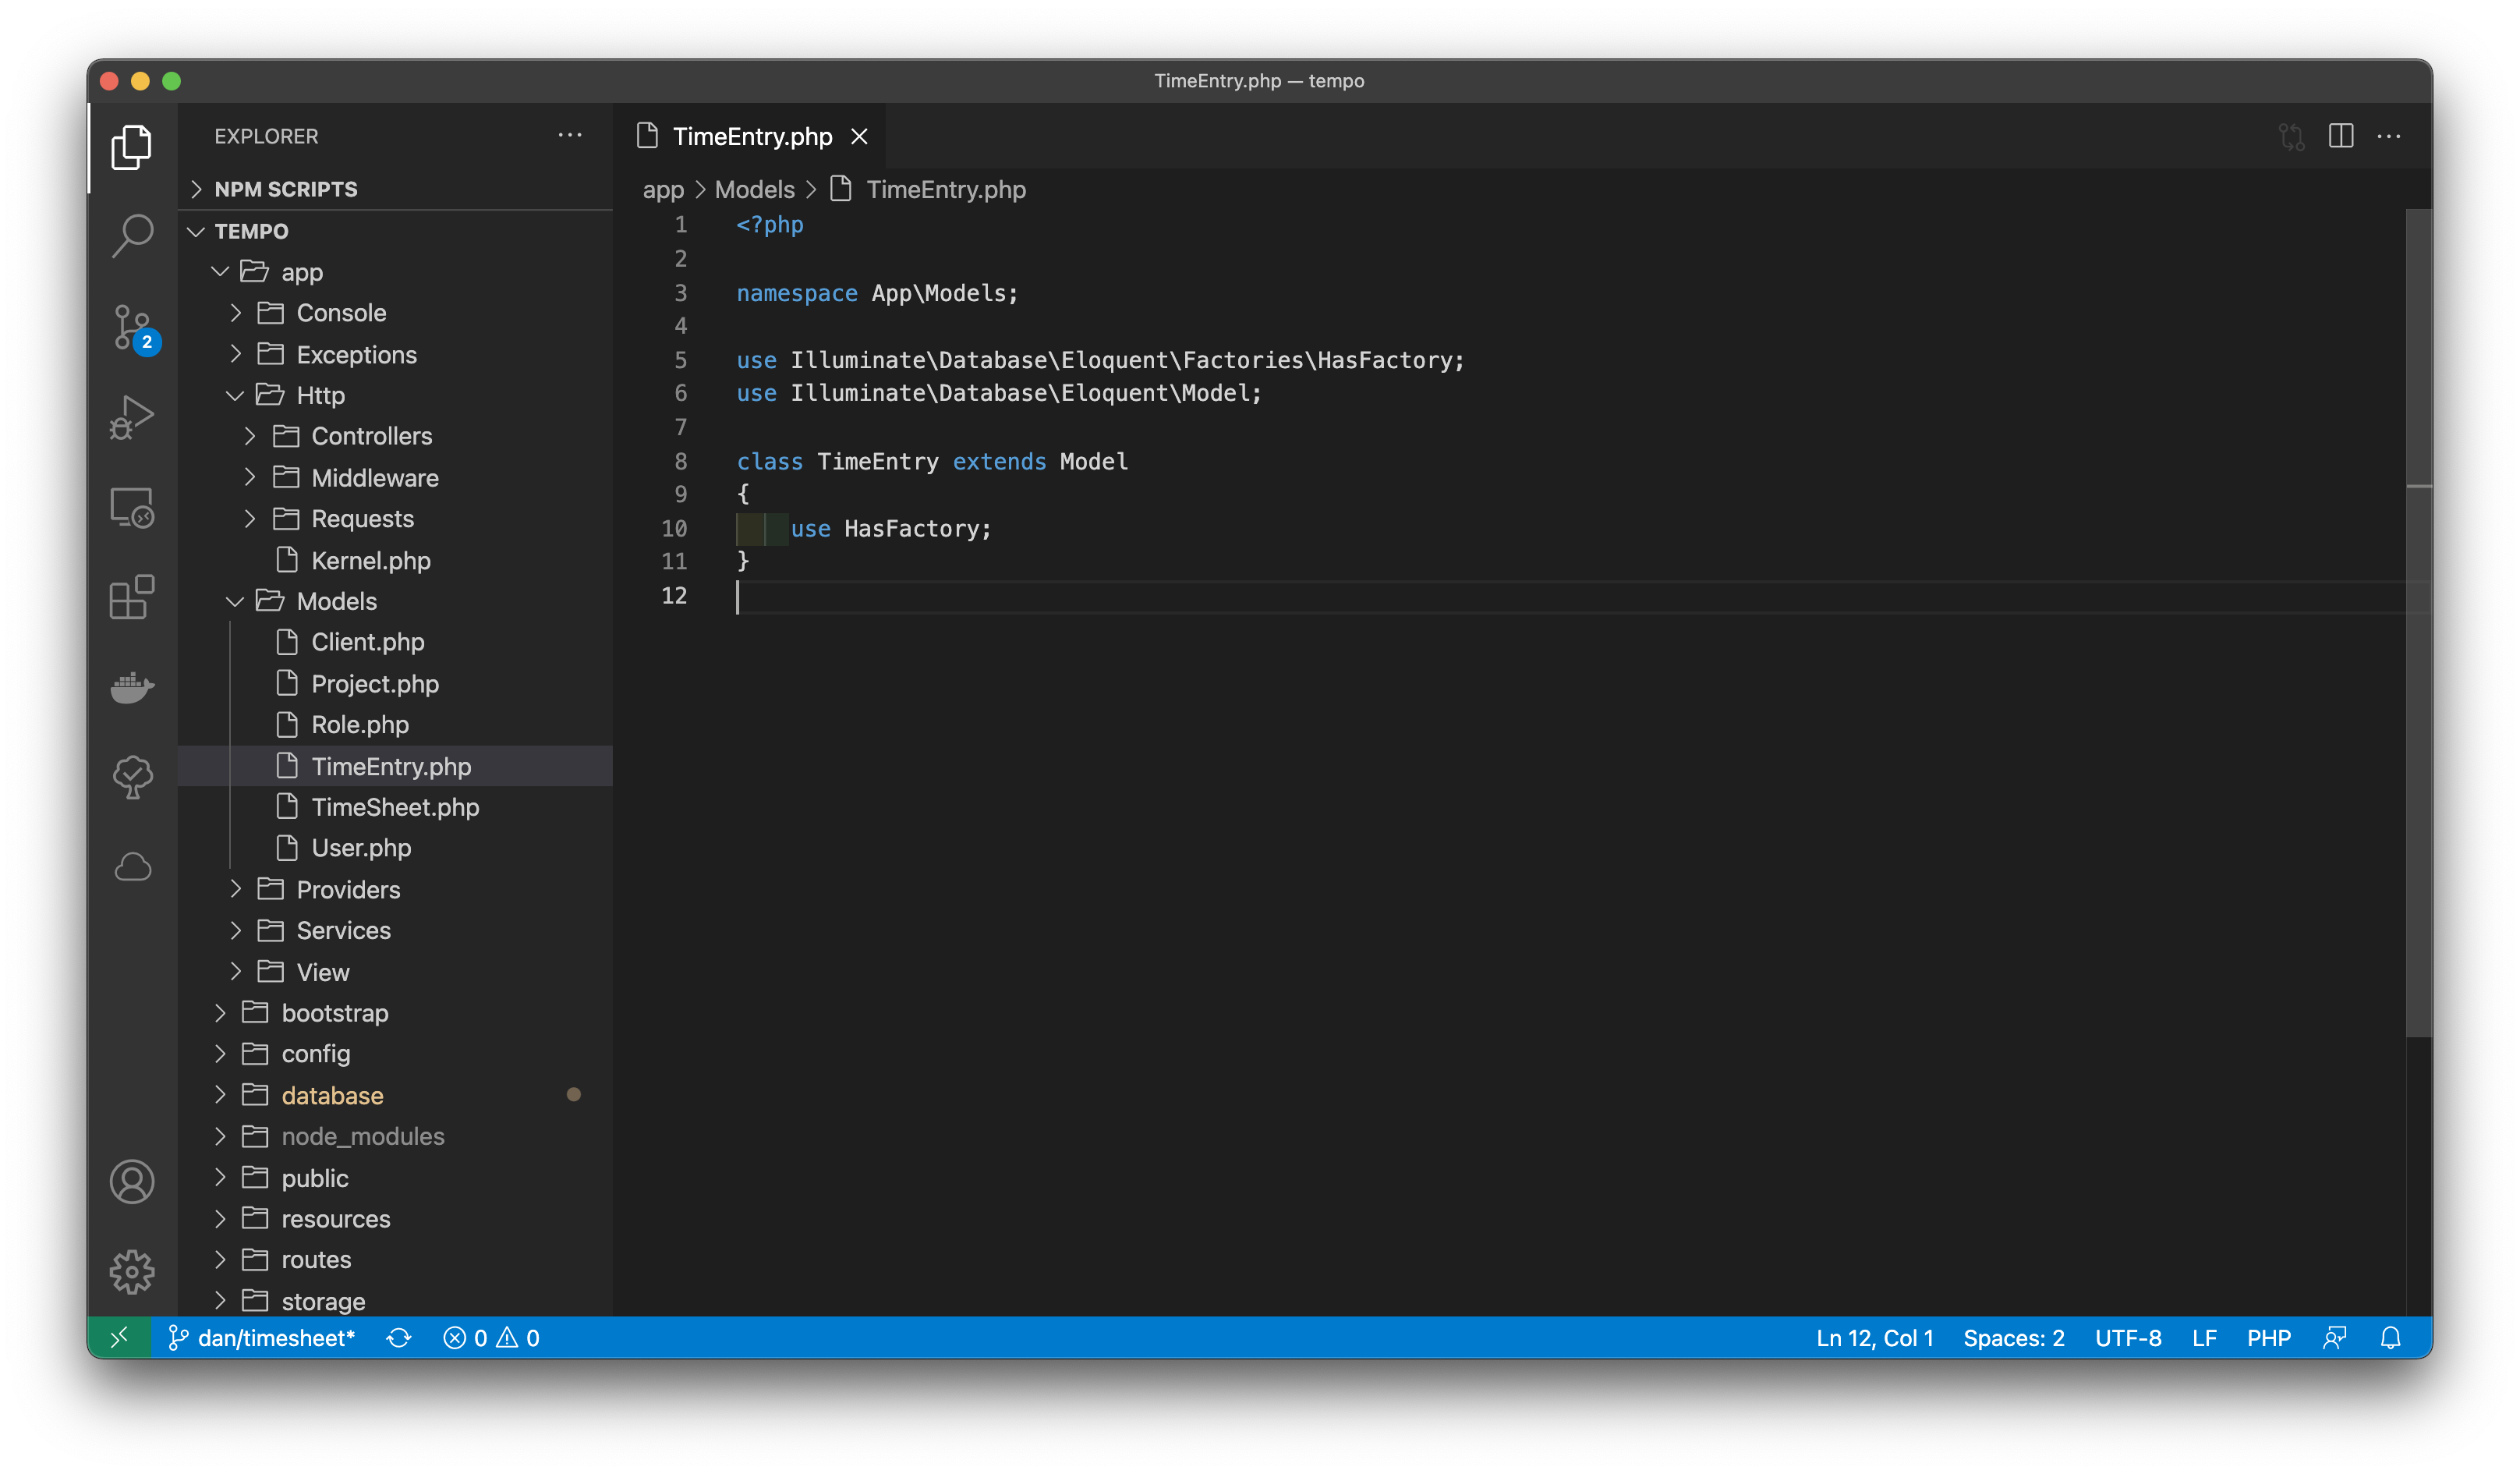 TimeEntry.php — tempo
EXPLORER
NPM SCRIPTS
TEMPO
app
Console
Exceptions
Http
Controllers
Middleware
Requests
Kernel.php
Models
Client.php
Project.php
Role.php
TimeEntry.php
TimeSheet.php
User.php
Providers
Services
View
bootstrap
config
database
node_modules
public
resources
routes
storage
2
TimeEntry.php
app > Models > TimeEntry.php
1 <?php
2
3 namespace App\Models;
4
5 use Illuminate\Database\Eloquent\Factories\HasFactory;
6 use Illuminate\Database\Eloquent\Model;
7
8 class TimeEntry extends Model
9 {
10 use HasFactory;
11 }
12
dan/timesheet* 0 0 Ln 12, Col 1 Spaces: 2 UTF-8 LF PHP